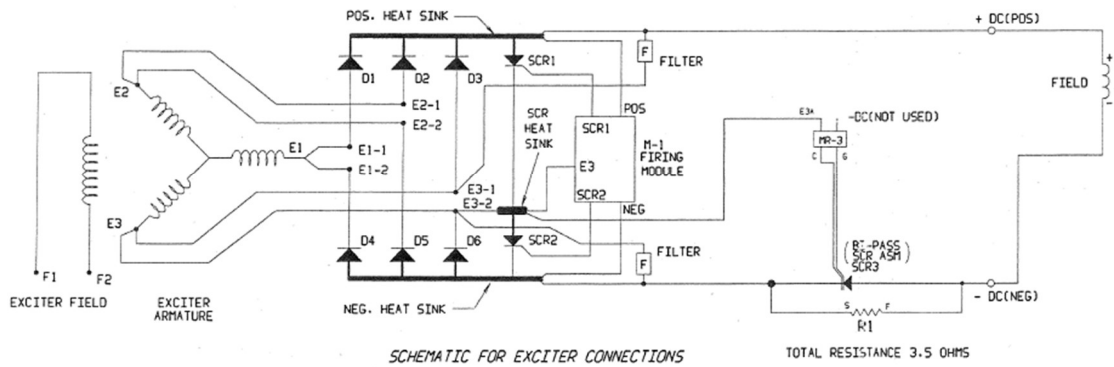 POS. HEAT SINK
+ DC(POS)
SCR1
F
FILTER
D1
D2
D3
E2
E2-1
E2-2
SCR
HEAT
SINK
POS
SCR1
E3
SCR2
NEG
M-1
FIRING
MODULE
E3A
-DC(NOT USED)
MR-3
C
G
FIELD
+
-
E1
E1-1
E1-2
E3-1
E3-2
E3
D4
D5
D6
SCR2
F
FILTER
(BI-PASS
SCR ASM)
SCR3
F1
F2
EXCITER FIELD
EXCITER
ARMATURE
NEG. HEAT SINK
S
F
R1
- DC(NEG)
SCHEMATIC FOR EXCITER CONNECTIONS
TOTAL RESISTANCE 3.5 OHMS